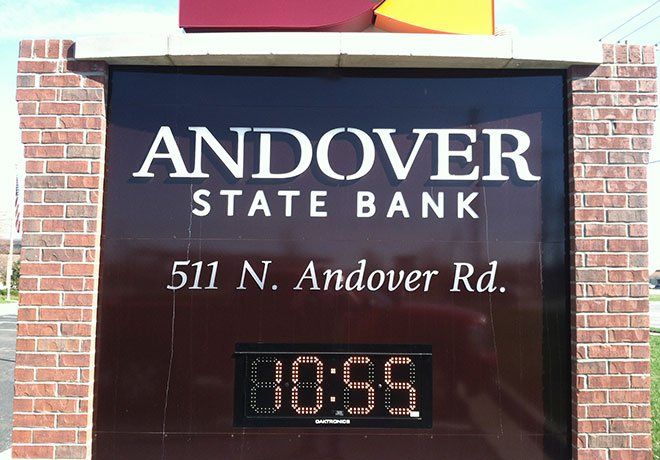 ANDOVER
STATE BANK
511 N. Andover Rd.
10:55
DAKTRONICS